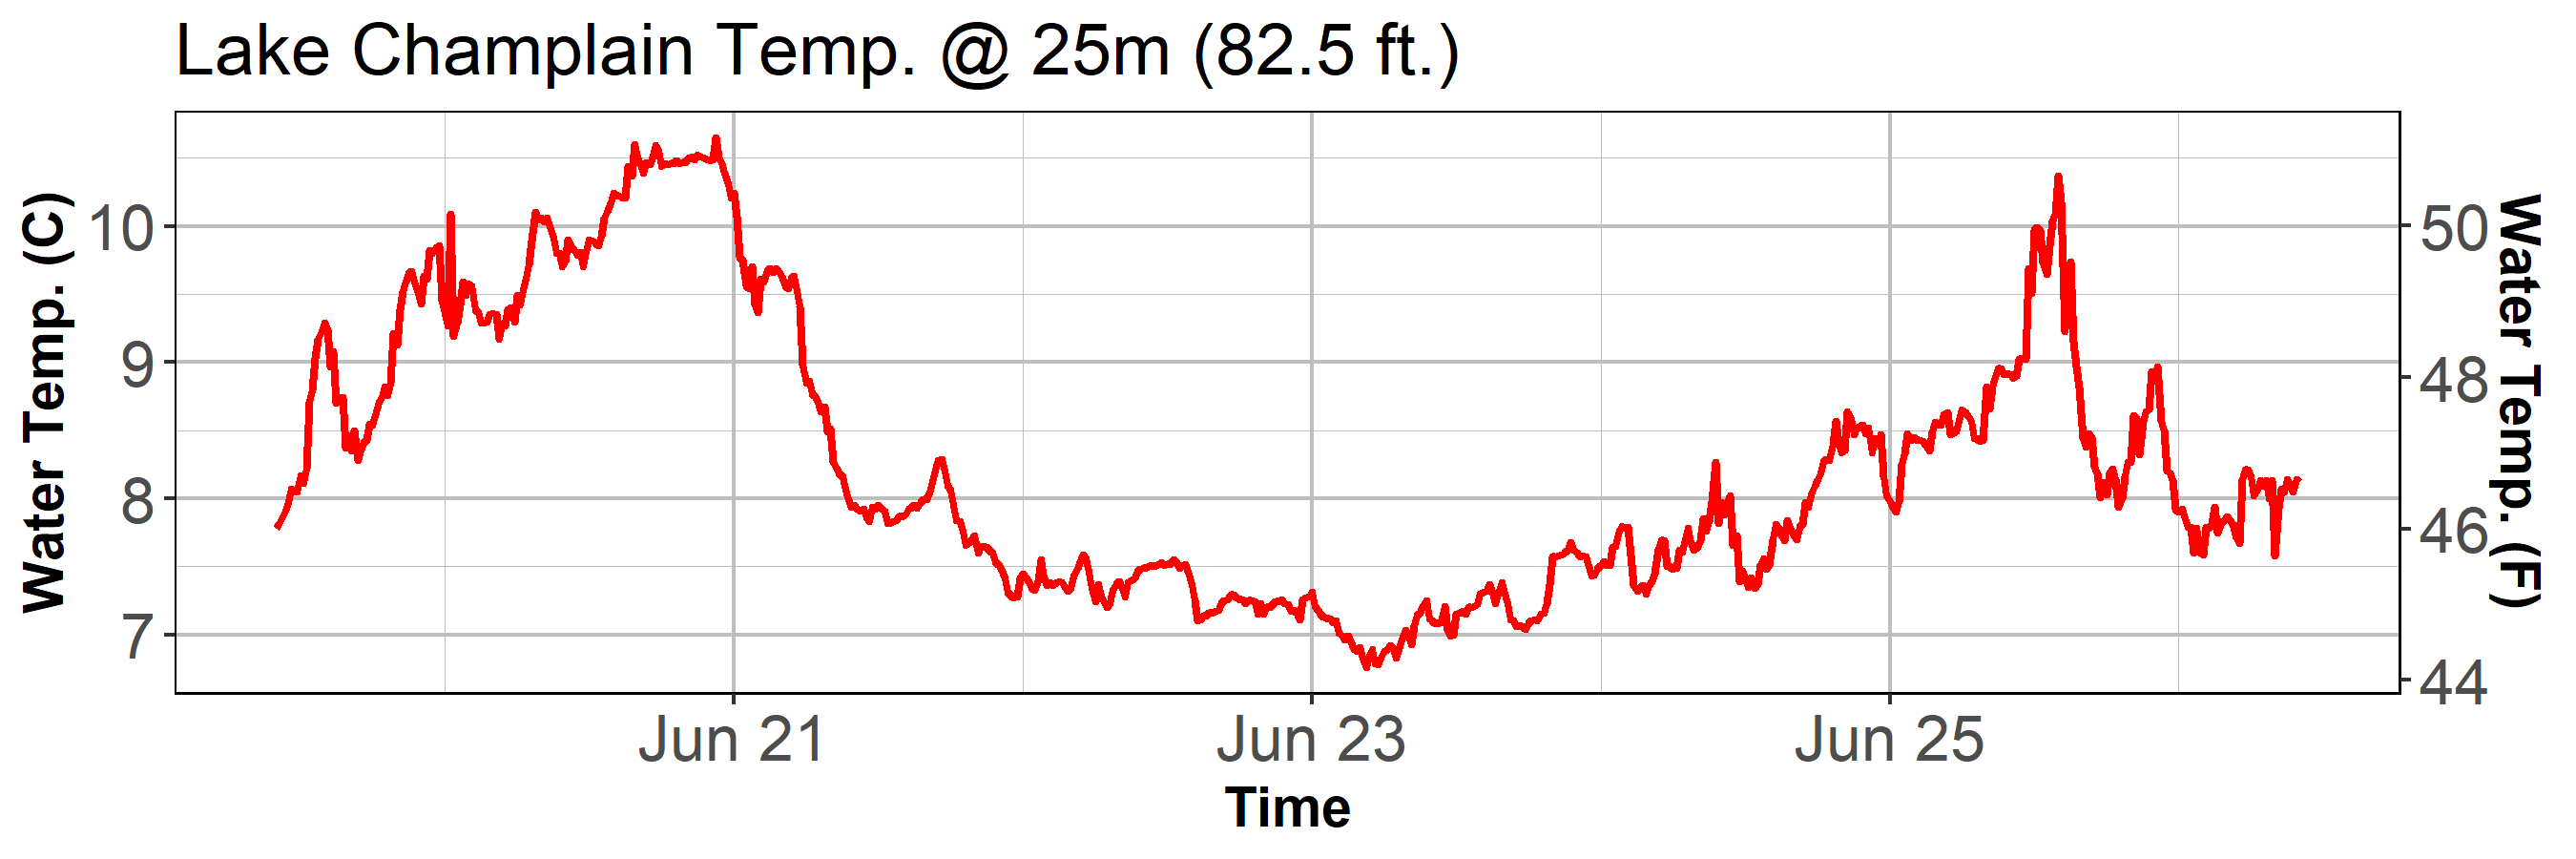 Lake Champlain Temp. @ 25m (82.5 ft.)
Water Temp. (C)
10
9
8
7
50
48
46
44
Water Temp. (F)
Jun 21
Jun 23
Jun 25
Time